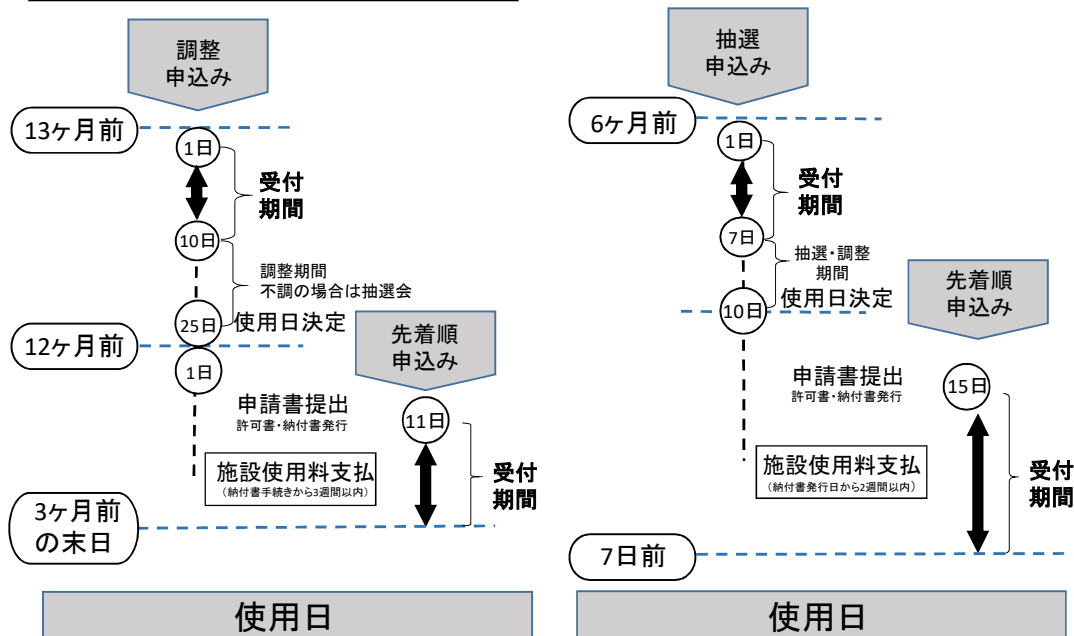 調整
申込み
13ヶ月前
1日
受付
期間
10日
調整期間
不調の場合は抽選会
25日
使用日決定
12ヶ月前
1日
先着順
申込み
申請書提出
許可書・納付書発行
11日
施設使用料支払
（納付書手続きから3週間以内）
受付
期間
3ヶ月前
の末日
使用日
抽選
申込み
6ヶ月前
1日
受付
期間
7日
抽選・調整
期間
10日
使用日決定
先着順
申込み
申請書提出
許可書・納付書発行
15日
施設使用料支払
（納付書発行日から2週間以内）
受付
期間
7日前
使用日